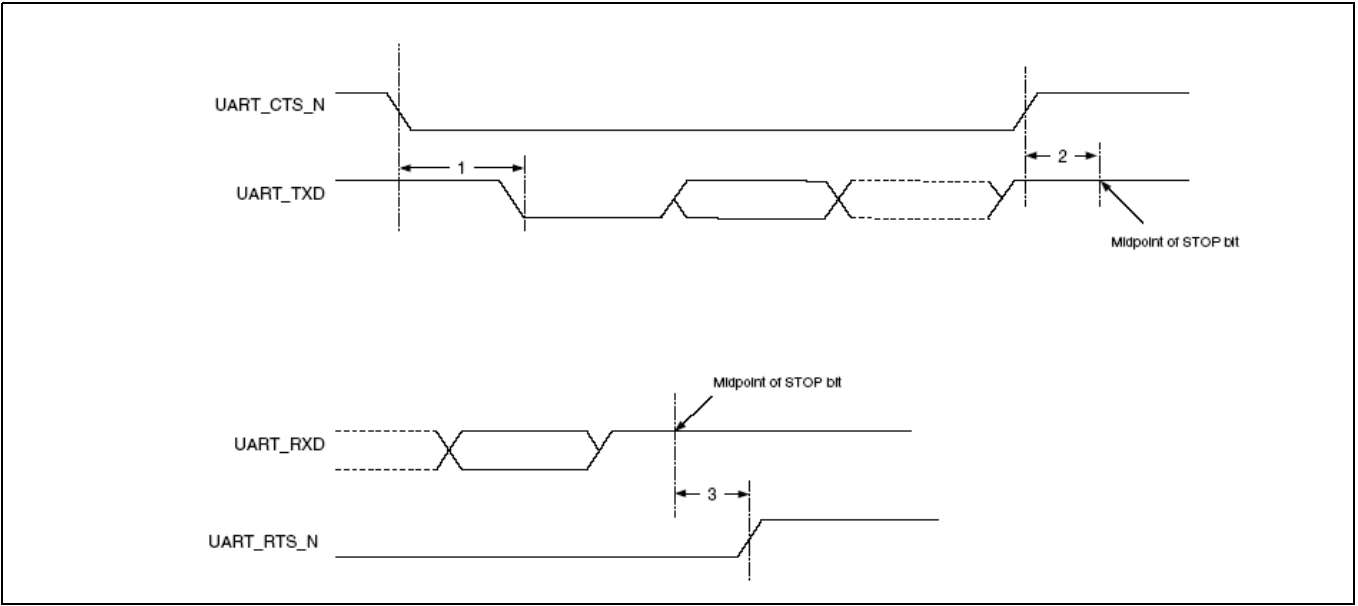 UART_CTS_N
1
2
UART_TXD
Midpoint of STOP bit
Midpoint of STOP bit
UART_RXD
3
UART_RTS_N